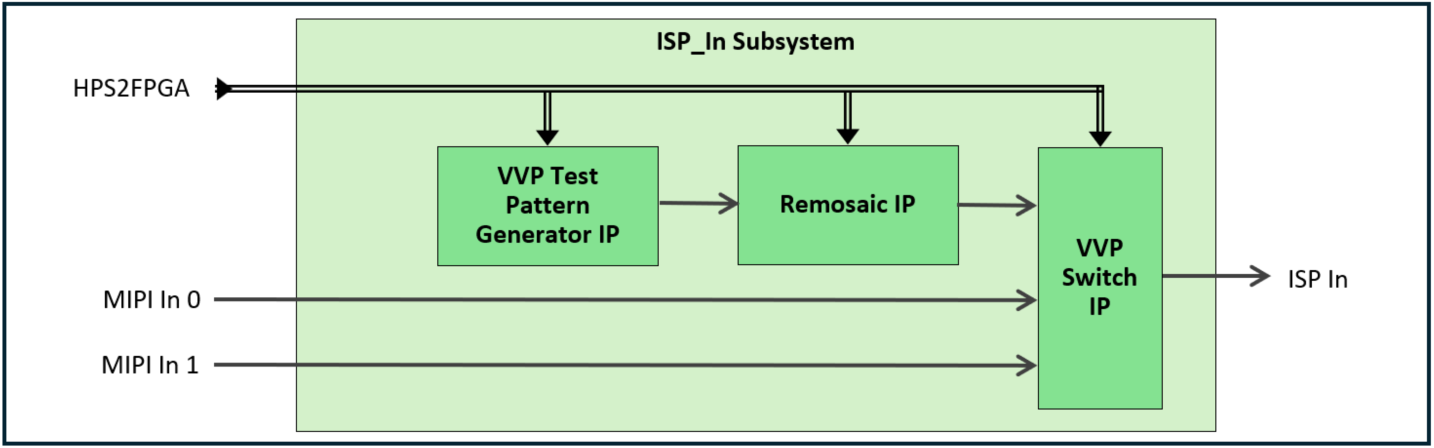 ISP_In Subsystem
HPS2FPGA
VVP Test
Pattern
Generator IP
Remosaic IP
VVP
Switch
IP
MIPI In 0
MIPI In 1
ISP In